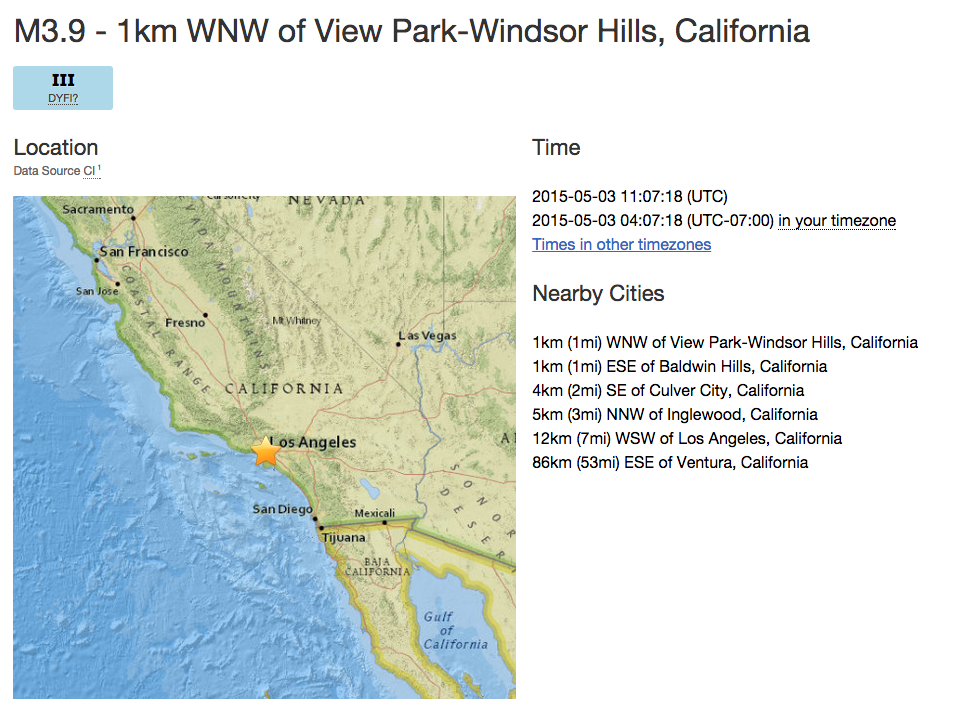 M3.9 - 1km WNW of View Park-Windsor Hills, California
III
DYFI?
Location
Data Source CI 1
Time
2015-05-03 11:07:18 (UTC)
2015-05-03 04:07:18 (UTC-07:00) in your timezone
Times in other timezones
Nearby Cities
1km (1mi) WNW of View Park-Windsor Hills, California
1km (1mi) ESE of Baldwin Hills, California
4km (2mi) SE of Culver City, California
5km (3mi) NNW of Inglewood, California
12km (7mi) WSW of Los Angeles, California
86km (53mi) ESE of Ventura, California
Carson City
NEVADA
Sacramento
San Francisco
San Jose
COASTAL RANGE
Fresno
Mt Whitney
Las Vegas
CALIFORNIA
Los Angeles
San Diego
Mexicali
Tijuana
BAJA
CALIFORNIA
Gulf
of
California